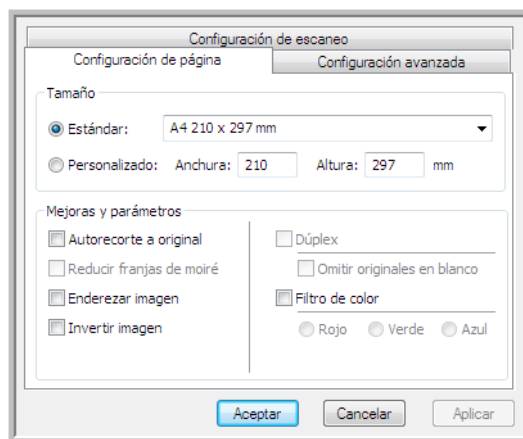 Configuración de escaneo
Configuración de página Configuración avanzada
Tamaño
Estándar: A4 210 x 297 mm
Personalizado: Anchura: 210 Altura: 297 mm
Mejoras y parámetros
Autorecorte a original
Reducir franjas de moiré
Enderezar imagen
Invertir imagen
Dúplex
Omitir originales en blanco
Filtro de color
Rojo Verde Azul
Aceptar Cancelar Aplicar